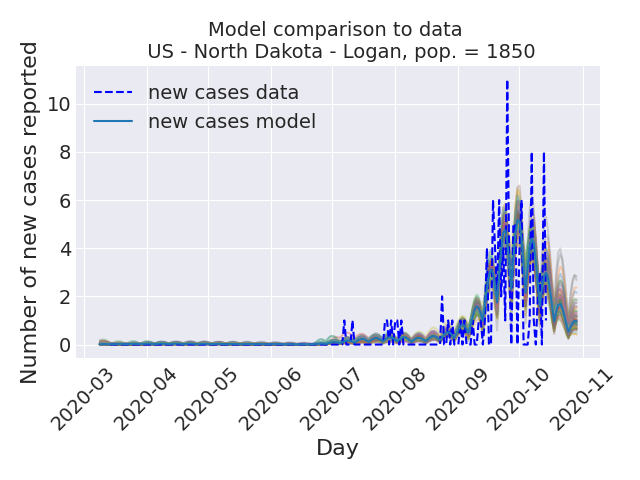 Model comparison to data
US - North Dakota - Logan, pop. = 1850
Number of new cases reported
10
8
6
4
2
0
new cases data
new cases model
2020-03
2020-04
2020-05
2020-06
2020-07
2020-08
2020-09
2020-10
2020-11
Day